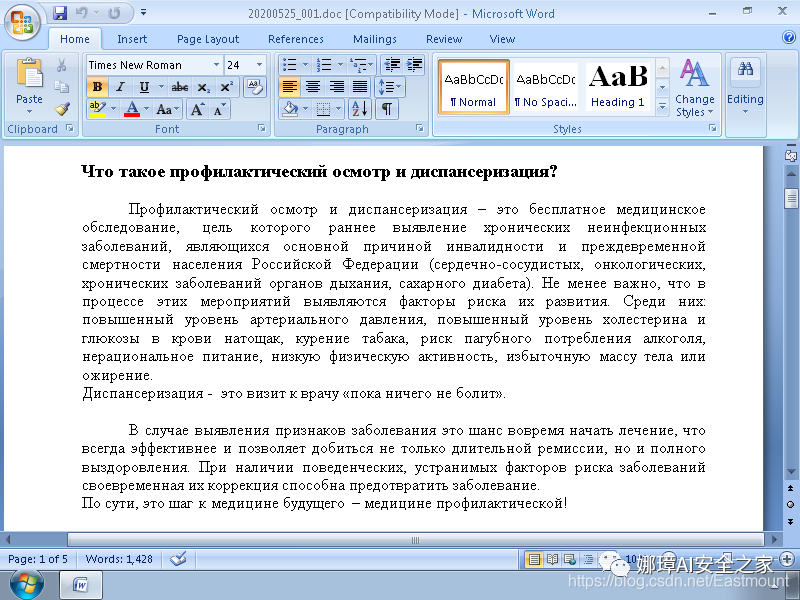 20200525_001.doc [Compatibility Mode] - Microsoft Word
Home Insert Page Layout References Mailings Review View
Times New Roman 24
AaBbCcDc AaBbCcDc AaB
Paste
B I U abc x₂ x² Aa
¶ Normal ¶ No Spaci... Heading 1 Change Styles Editing
Clipboard Font Paragraph Styles
Что такое профилактический осмотр и диспансеризация?
Профилактический осмотр и диспансеризация – это бесплатное медицинское
обследование, цель которого раннее выявление хронических неинфекционных
заболеваний, являющихся основной причиной инвалидности и преждевременной
смертности населения Российской Федерации (сердечно-сосудистых, онкологических,
хронических заболеваний органов дыхания, сахарного диабета). Не менее важно, что в
процессе этих мероприятий выявляются факторы риска их развития. Среди них:
повышенный уровень артериального давления, повышенный уровень холестерина и
глюкозы в крови натощак, курение табака, риск пагубного потребления алкоголя,
нерациональное питание, низкую физическую активность, избыточную массу тела или
ожирение.
Диспансеризация - это визит к врачу «пока ничего не болит».
В случае выявления признаков заболевания это шанс вовремя начать лечение, что
всегда эффективнее и позволяет добиться не только длительной ремиссии, но и полного
выздоровления. При наличии поведенческих, устранимых факторов риска заболеваний
своевременная их коррекция способна предотвратить заболевание.
По сути, это шаг к медицине будущего – медицине профилактической!
Page: 1 of 5 Words: 1,428
娜璋AI安全之家
https://blog.csdn.net/Eastmount